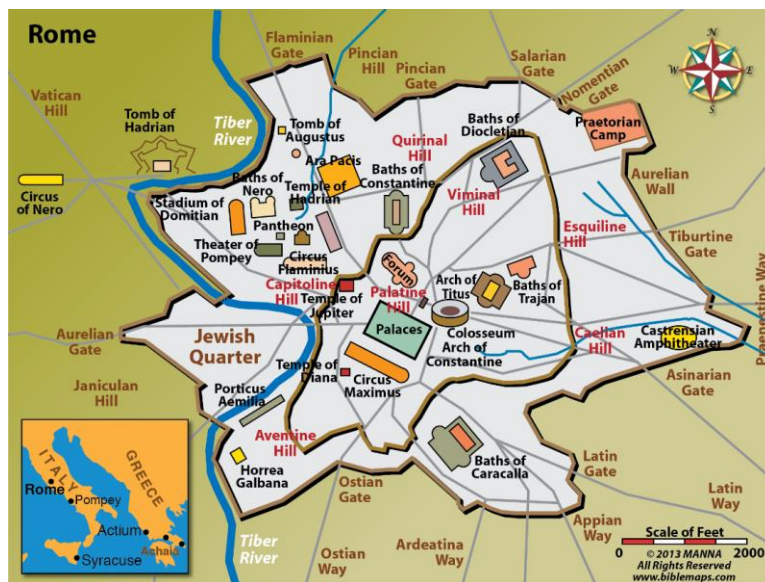 Rome
Flaminian
Gate
Pincian
Hill
Pincian
Gate
Salarian
Gate
Nomentian
Gate
N
W
E
S
Vatican
Hill
Tomb of
Hadrian
Tiber
River
Tomb of
Augustus
Ara Pacis
Quirinal
Hill
Baths of
Diocletian
Praetorian
Camp
Circus
of Nero
Stadium of
Domitian
Baths of
Nero
Temple of
Hadrian
Baths of
Constantine
Viminal
Hill
Aurelian
Wall
Pantheon
Theater of
Pompey
Circus
Flaminius
Esquiline
Hill
Tiburtine
Gate
Forum
Capitoline
Hill
Temple of
Jupiter
Palatine
Hill
Arch of
Titus
Baths of
Trajan
Praenestine Way
Aurelian
Gate
Jewish
Quarter
Palaces
Colosseum
Arch of
Constantine
Caelian
Hill
Castrensian
Amphitheater
Janiculan
Hill
Temple of
Diana
Circus
Maximus
Asinarian
Gate
Porticus
Aemilia
Aventine
Hill
Horrea
Galbana
Ostian
Gate
Baths of
Caracalla
Latin
Gate
Latin
Way
Appian
Way
Tiber
River
Ostian
Way
Ardeatina
Way
ITALY
GREECE
Rome
Pompey
Actium
Achaia
Syracuse
Scale of Feet
0 2000
© 2013 MANNA
All Rights Reserved
www.biblemaps.com